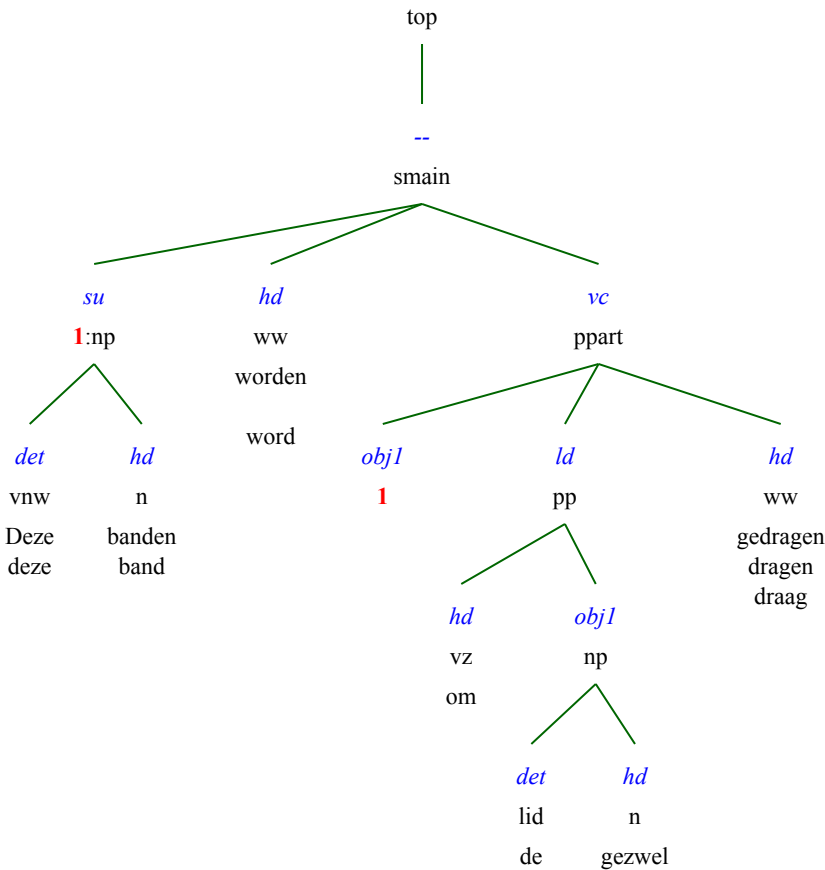 top
--
smain
su hd vc
1:np ww ppart
worden
word
det hd obj1 ld hd
vnw n 1 pp ww
Deze banden gedragen
deze band dragen
draag
hd obj1
vz np
om
det hd
lid n
de gezwel